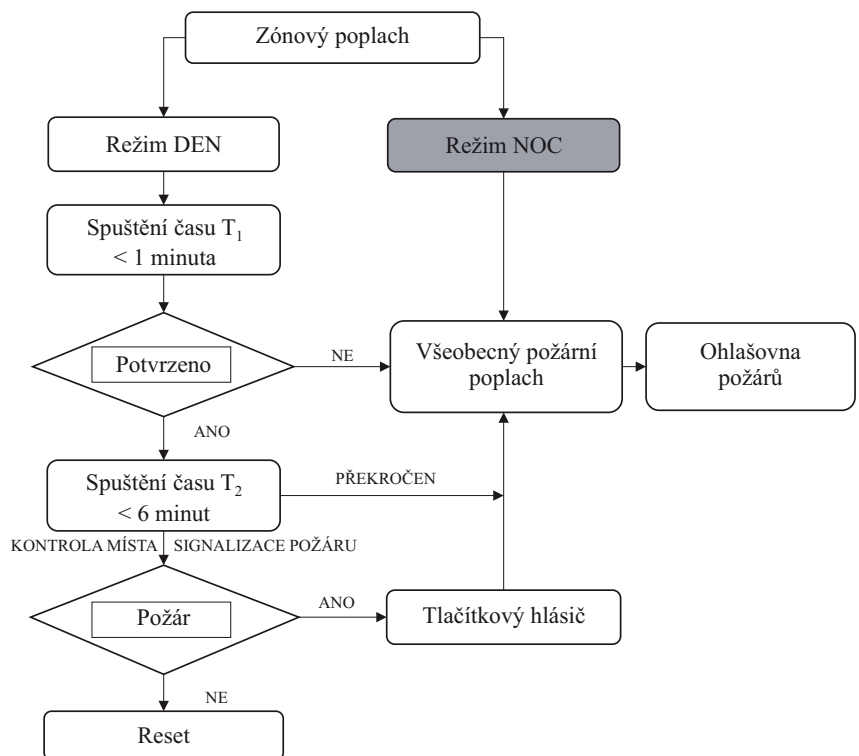 Zónový poplach
Režim DEN
Režim NOC
Spuštění času T₁
< 1 minuta
Potvrzeno
NE
Všeobecný požární
poplach
Ohlašovna
požárů
ANO
Spuštění času T₂
< 6 minut
PŘEKROČEN
KONTROLA MÍSTA
SIGNALIZACE POŽÁRU
Požár
ANO
Tlačítkový hlásič
NE
Reset